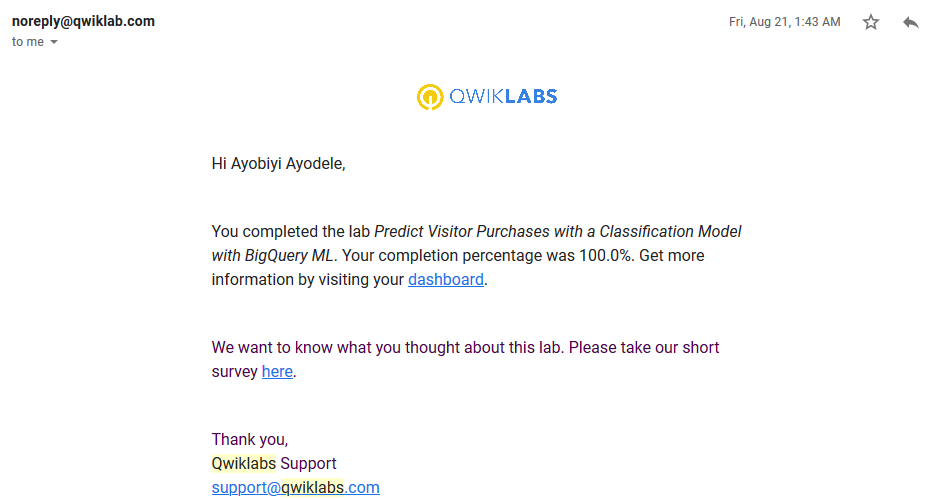 noreply@qwiklab.com
Fri, Aug 21, 1:43 AM
to me
QWIKLABS
Hi Ayobiyi Ayodele,
You completed the lab Predict Visitor Purchases with a Classification Model
with BigQuery ML. Your completion percentage was 100.0%. Get more
information by visiting your dashboard.
We want to know what you thought about this lab. Please take our short
survey here.
Thank you,
Qwiklabs Support
support@qwiklabs.com